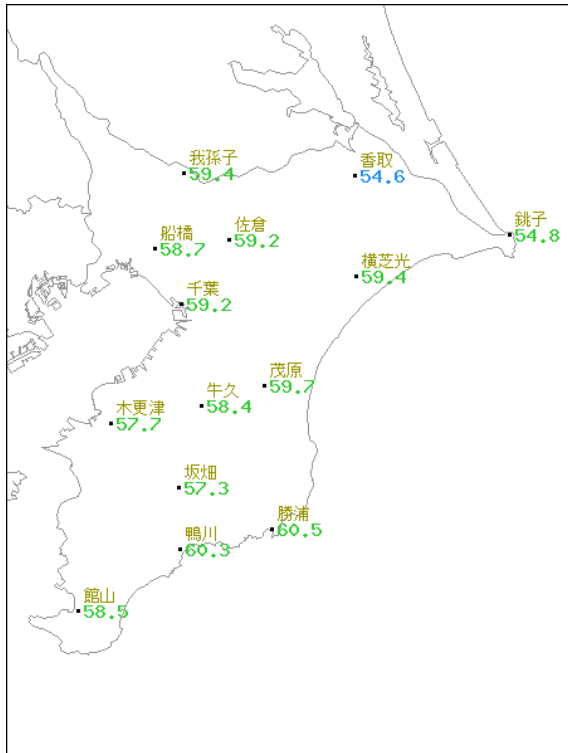 我孫子
59.4
香取
54.6
銚子
54.8
佐倉
59.2
船橋
58.7
横芝光
59.4
千葉
59.2
茂原
59.7
牛久
58.4
木更津
57.7
坂畑
57.3
勝浦
60.5
鴨川
60.3
館山
58.5